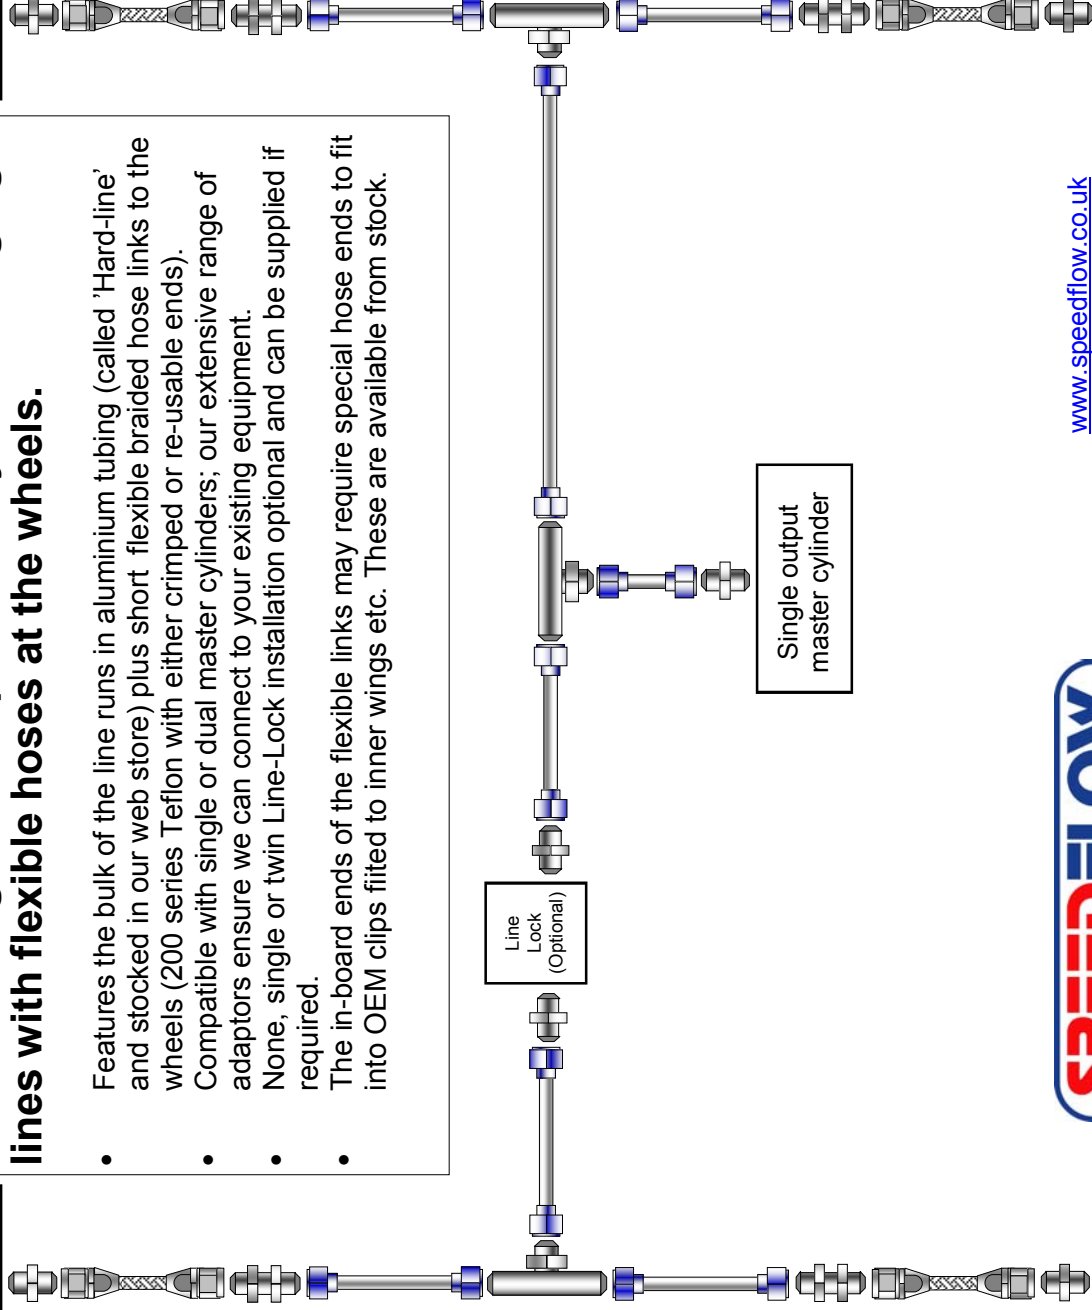 lines with flexible hoses at the wheels.
• Features the bulk of the line runs in aluminium tubing (called 'Hard-line'
and stocked in our web store) plus short flexible braided hose links to the
wheels (200 series Teflon with either crimped or re-usable ends).
• Compatible with single or dual master cylinders; our extensive range of
adaptors ensure we can connect to your existing equipment.
• None, single or twin Line-Lock installation optional and can be supplied if
required.
• The in-board ends of the flexible links may require special hose ends to fit
into OEM clips fiited to inner wings etc. These are available from stock.
Line
Lock
(Optional)
Single output
master cylinder
SPEEDFLOW
www.speedflow.co.uk